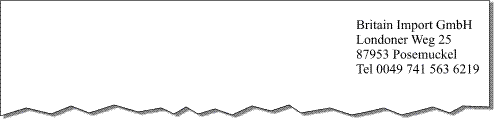 Britain Import GmbH
Londoner Weg 25
87953 Posemuckel
Tel 0049 741 563 6219